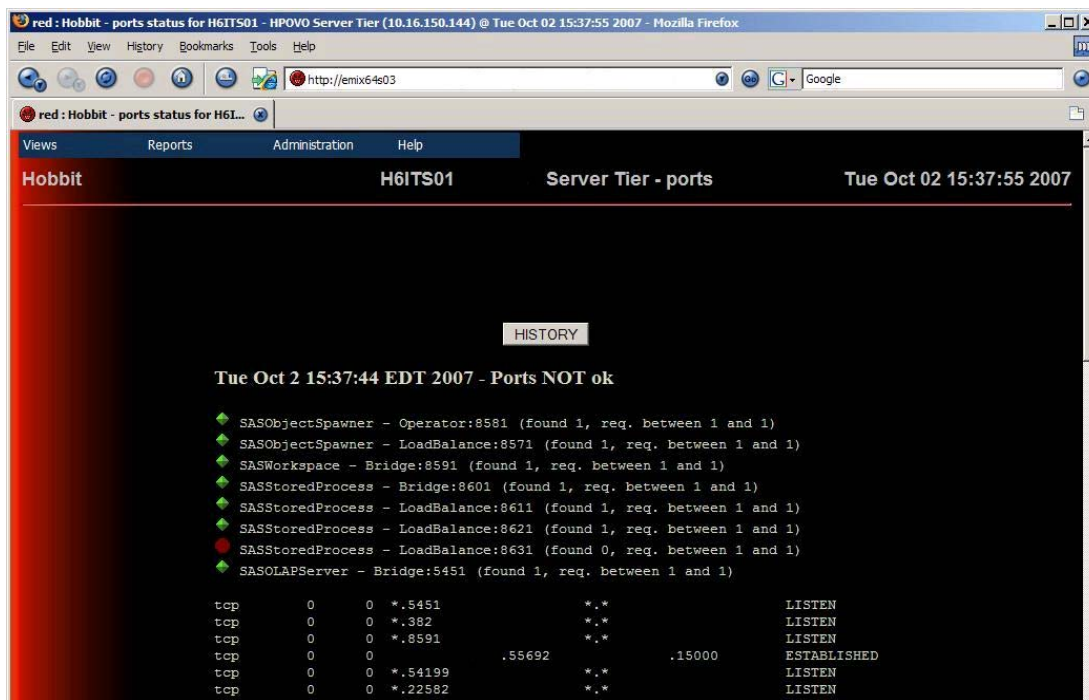 red : Hobbit - ports status for H6ITS01 - HPOVO Server Tier (10.16.150.144) @ Tue Oct 02 15:37:55 2007 - Mozilla Firefox
File Edit View History Bookmarks Tools Help
http://emix64s03 Google
red : Hobbit - ports status for H6I...
Views Reports Administration Help
Hobbit H6ITS01 Server Tier - ports Tue Oct 02 15:37:55 2007
HISTORY
Tue Oct 2 15:37:44 EDT 2007 - Ports NOT ok
SASObjectSpawner - Operator:8581 (found 1, req. between 1 and 1)
SASObjectSpawner - LoadBalance:8571 (found 1, req. between 1 and 1)
SASWorkspace - Bridge:8591 (found 1, req. between 1 and 1)
SASStoredProcess - Bridge:8601 (found 1, req. between 1 and 1)
SASStoredProcess - LoadBalance:8611 (found 1, req. between 1 and 1)
SASStoredProcess - LoadBalance:8621 (found 1, req. between 1 and 1)
SASStoredProcess - LoadBalance:8631 (found 0, req. between 1 and 1)
SASOLAPServer - Bridge:5451 (found 1, req. between 1 and 1)
tcp 0 0 *.5451 *.* LISTEN
tcp 0 0 *.382 *.* LISTEN
tcp 0 0 *.8591 *.* LISTEN
tcp 0 0 .55692 .15000 ESTABLISHED
tcp 0 0 *.54199 *.* LISTEN
tcp 0 0 *.22582 *.* LISTEN